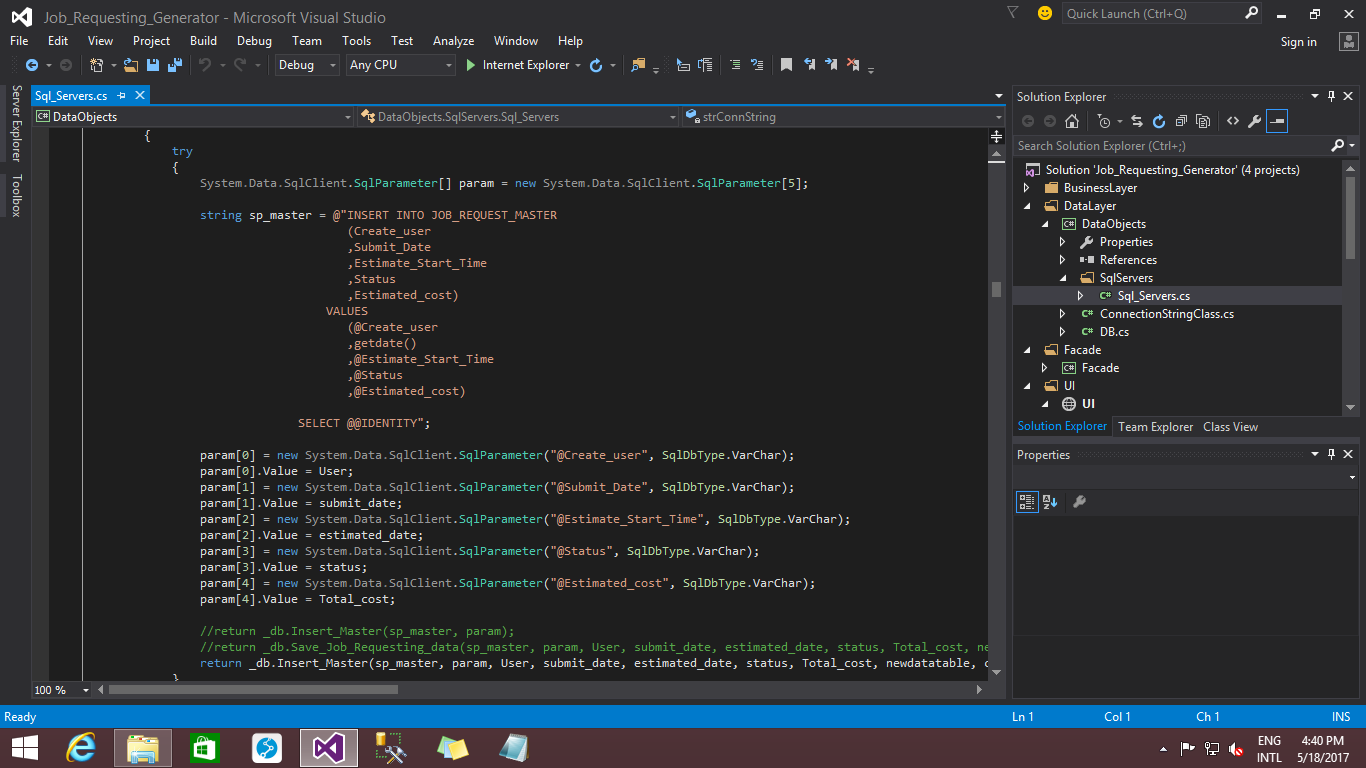 Job_Requesting_Generator - Microsoft Visual Studio
Quick Launch (Ctrl+Q)
File Edit View Project Build Debug Team Tools Test Analyze Window Help
Sign in
Debug Any CPU Internet Explorer
Server Explorer
Toolbox
Sql_Servers.cs
DataObjects DataObjects.SqlServers.Sql_Servers strConnString
{
try
{
System.Data.SqlClient.SqlParameter[] param = new System.Data.SqlClient.SqlParameter[5];
string sp_master = @"INSERT INTO JOB_REQUEST_MASTER
(Create_user
,Submit_Date
,Estimate_Start_Time
,Status
,Estimated_cost)
VALUES
(@Create_user
,getdate()
,@Estimate_Start_Time
,@Status
,@Estimated_cost)
SELECT @@IDENTITY";
param[0] = new System.Data.SqlClient.SqlParameter("@Create_user", SqlDbType.VarChar);
param[0].Value = User;
param[1] = new System.Data.SqlClient.SqlParameter("@Submit_Date", SqlDbType.VarChar);
param[1].Value = submit_date;
param[2] = new System.Data.SqlClient.SqlParameter("@Estimate_Start_Time", SqlDbType.VarChar);
param[2].Value = estimated_date;
param[3] = new System.Data.SqlClient.SqlParameter("@Status", SqlDbType.VarChar);
param[3].Value = status;
param[4] = new System.Data.SqlClient.SqlParameter("@Estimated_cost", SqlDbType.VarChar);
param[4].Value = Total_cost;
//return _db.Insert_Master(sp_master, param);
//return _db.Save_Job_Requesting_data(sp_master, param, User, submit_date, estimated_date, status, Total_cost, ne
return _db.Insert_Master(sp_master, param, User, submit_date, estimated_date, status, Total_cost, newdatatable, c
}
100 %
Solution Explorer
Search Solution Explorer (Ctrl+;)
Solution 'Job_Requesting_Generator' (4 projects)
BusinessLayer
DataLayer
C# DataObjects
Properties
References
SqlServers
C# Sql_Servers.cs
C# ConnectionStringClass.cs
C# DB.cs
Facade
C# Facade
UI
UI
Solution Explorer Team Explorer Class View
Properties
Ready Ln 1 Col 1 Ch 1 INS
ENG
INTL
4:40 PM
5/18/2017